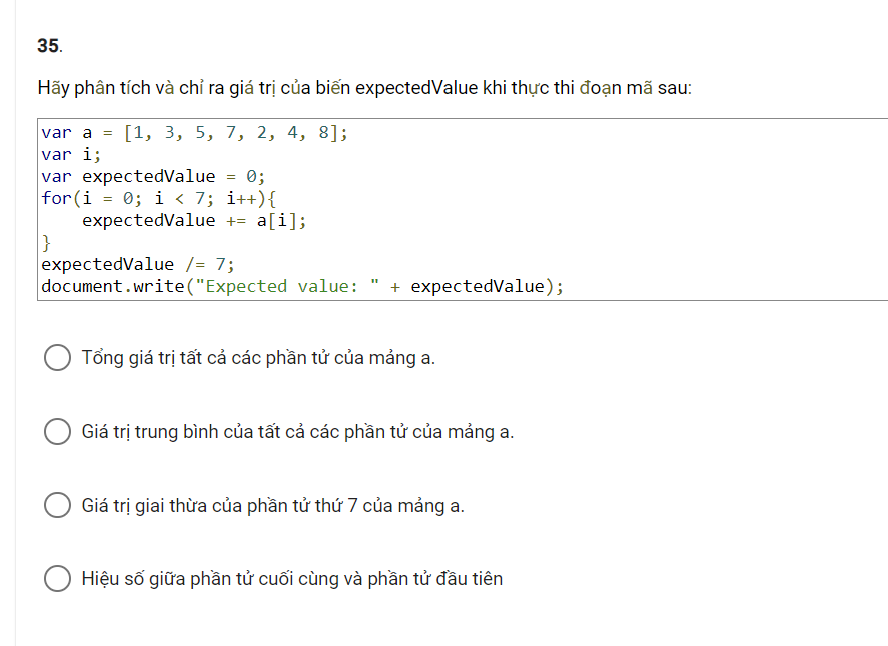 35.
Hãy phân tích và chỉ ra giá trị của biến expectedValue khi thực thi đoạn mã sau:
var a = [1, 3, 5, 7, 2, 4, 8];
var i;
var expectedValue = 0;
for(i = 0; i < 7; i++){
    expectedValue += a[i];
}
expectedValue /= 7;
document.write("Expected value: " + expectedValue);
Tổng giá trị tất cả các phần tử của mảng a.
Giá trị trung bình của tất cả các phần tử của mảng a.
Giá trị giai thừa của phần tử thứ 7 của mảng a.
Hiệu số giữa phần tử cuối cùng và phần tử đầu tiên